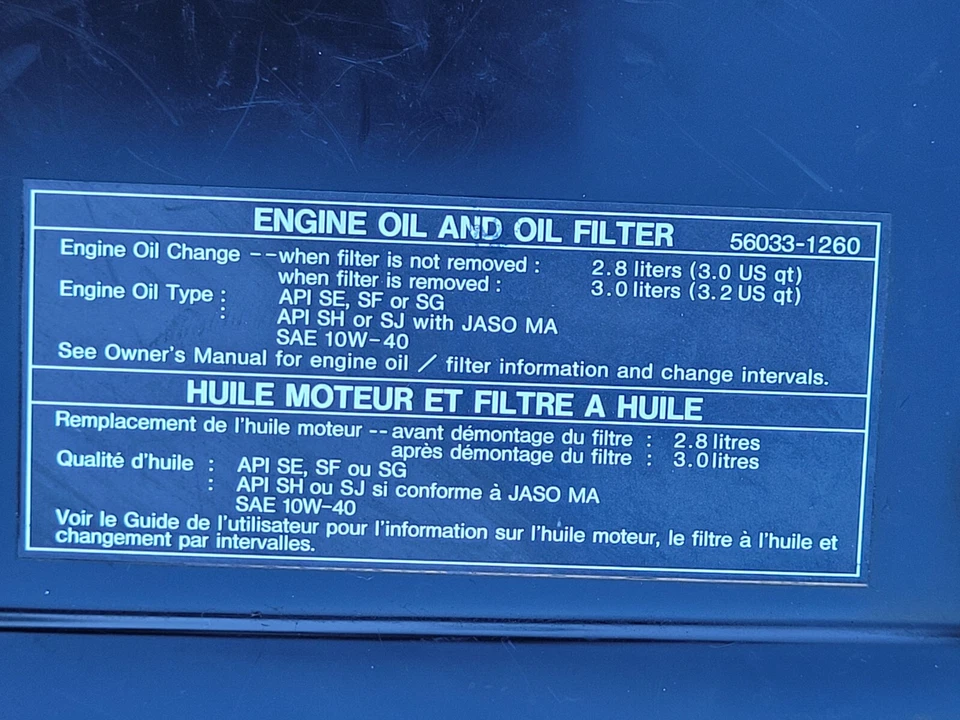 ENGINE OIL AND OIL FILTER 56033-1260
Engine Oil Change --when filter is not removed : 2.8 liters (3.0 US qt)
when filter is removed : 3.0 liters (3.2 US qt)
Engine Oil Type : API SE, SF or SG
: API SH or SJ with JASO MA
SAE 10W-40
See Owner's Manual for engine oil / filter information and change intervals.
HUILE MOTEUR ET FILTRE A HUILE
Remplacement de l'huile moteur --avant démontage du filtre : 2.8 litres
après démontage du filtre : 3.0 litres
Qualité d'huile : API SE, SF ou SG
: API SH ou SJ si conforme à JASO MA
SAE 10W-40
Voir le Guide de l'utilisateur pour l'information sur l'huile moteur, le filtre à l'huile et
changement par intervalles.